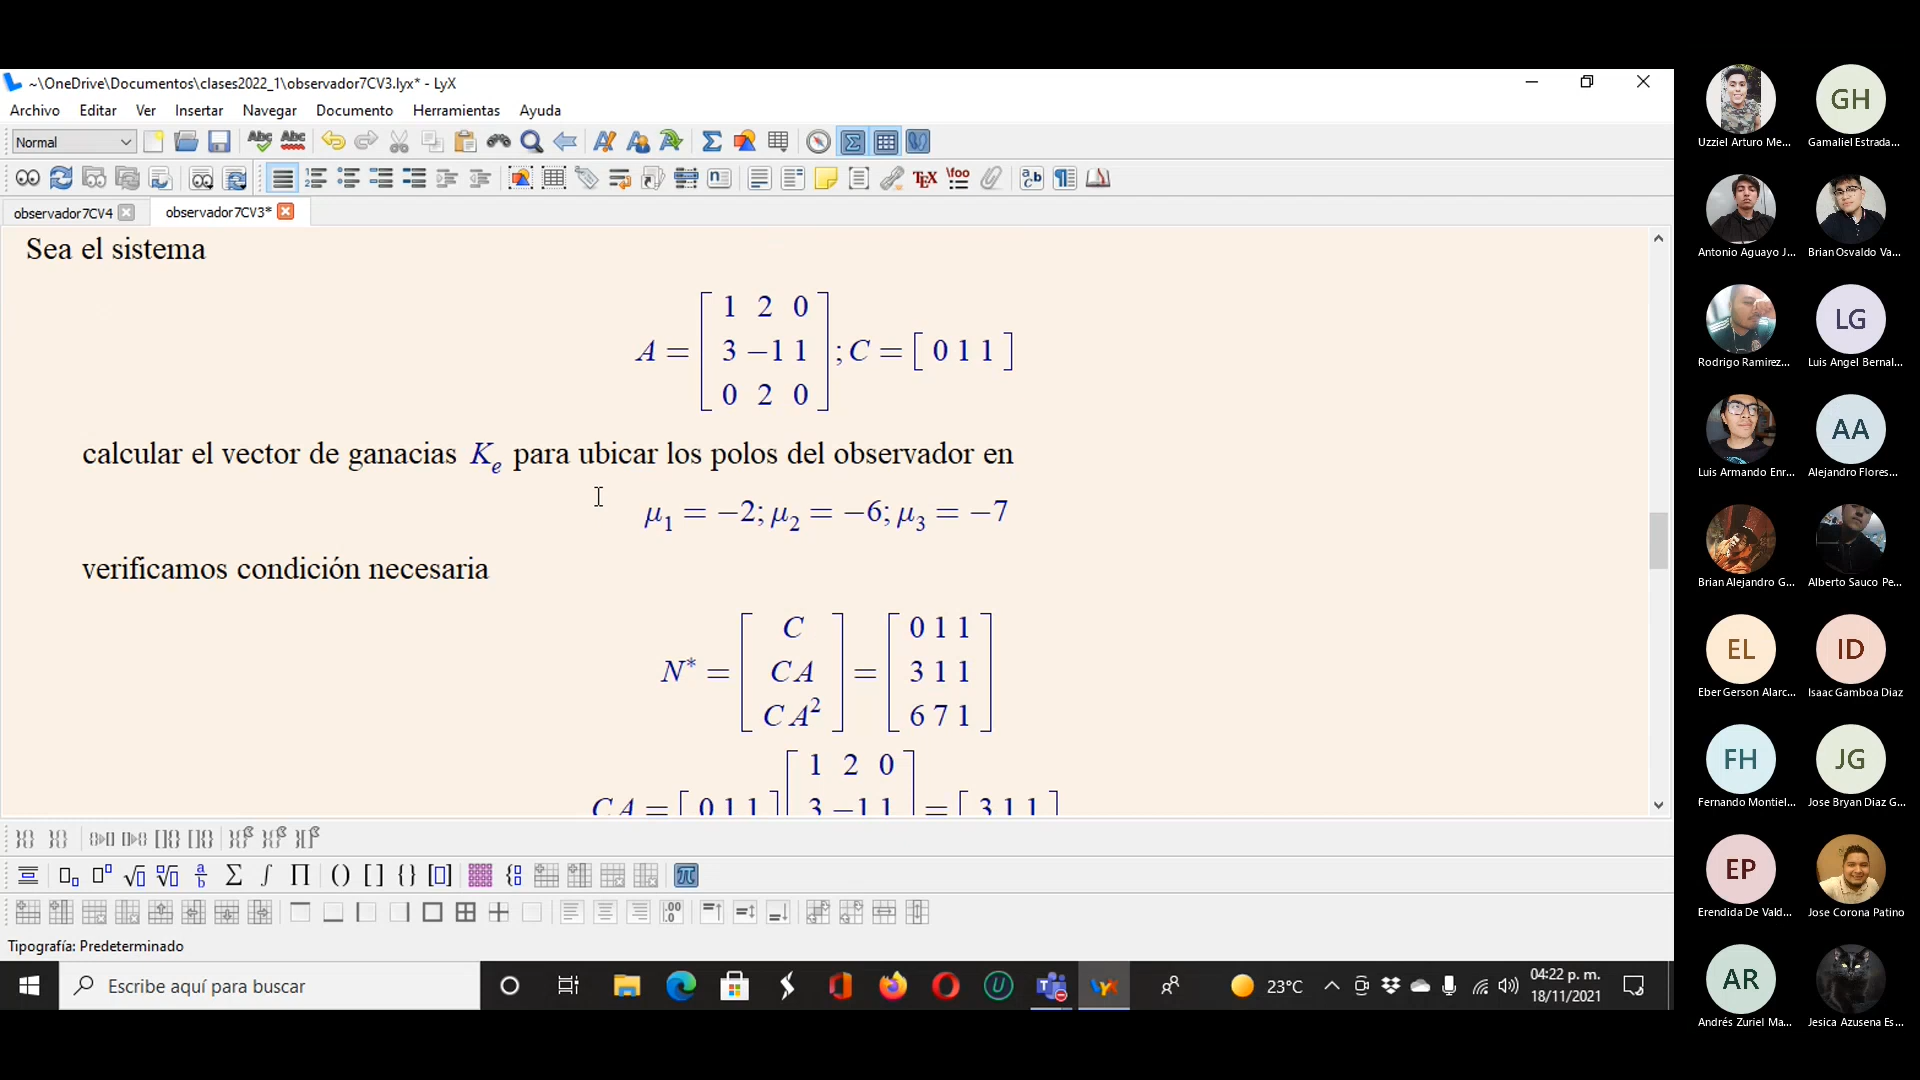 ~\OneDrive\Documentos\clases2022_1\observador7CV3.lyx* - LyX
Archivo Editar Ver Insertar Navegar Documento Herramientas Ayuda
Normal
observador7CV4 observador7CV3*
Sea el sistema
A = [ 1 2 0 ; 3 −1 1 ; 0 2 0 ] ; C = [ 0 1 1 ]
calcular el vector de ganacias K_e para ubicar los polos del observador en
μ_1 = −2; μ_2 = −6; μ_3 = −7
verificamos condición necesaria
N* = [ C ; C A ; C A^2 ] = [ 0 1 1 ; 3 1 1 ; 6 7 1 ]
C A = [ 0 1 1 ] [ 1 2 0 ; 3 −1 1 ] = [ 3 1 1 ]
Tipografía: Predeterminado
Escribe aquí para buscar
23°C
04:22 p. m.
18/11/2021
GH
Uzziel Arturo Me... Gamaliel Estrada...
Antonio Aguayo J... Brian Osvaldo Va...
LG
Rodrigo Ramirez... Luis Angel Bernal...
AA
Luis Armando Enr... Alejandro Flores...
Brian Alejandro G... Alberto Sauco Pe...
EL ID
Eber Gerson Alarc... Isaac Gamboa Diaz
FH JG
Fernando Montiel... Jose Bryan Diaz G...
EP
Erendida De Vald... Jose Corona Patino
AR
Andrés Zuriel Ma... Jesica Azusena Es...